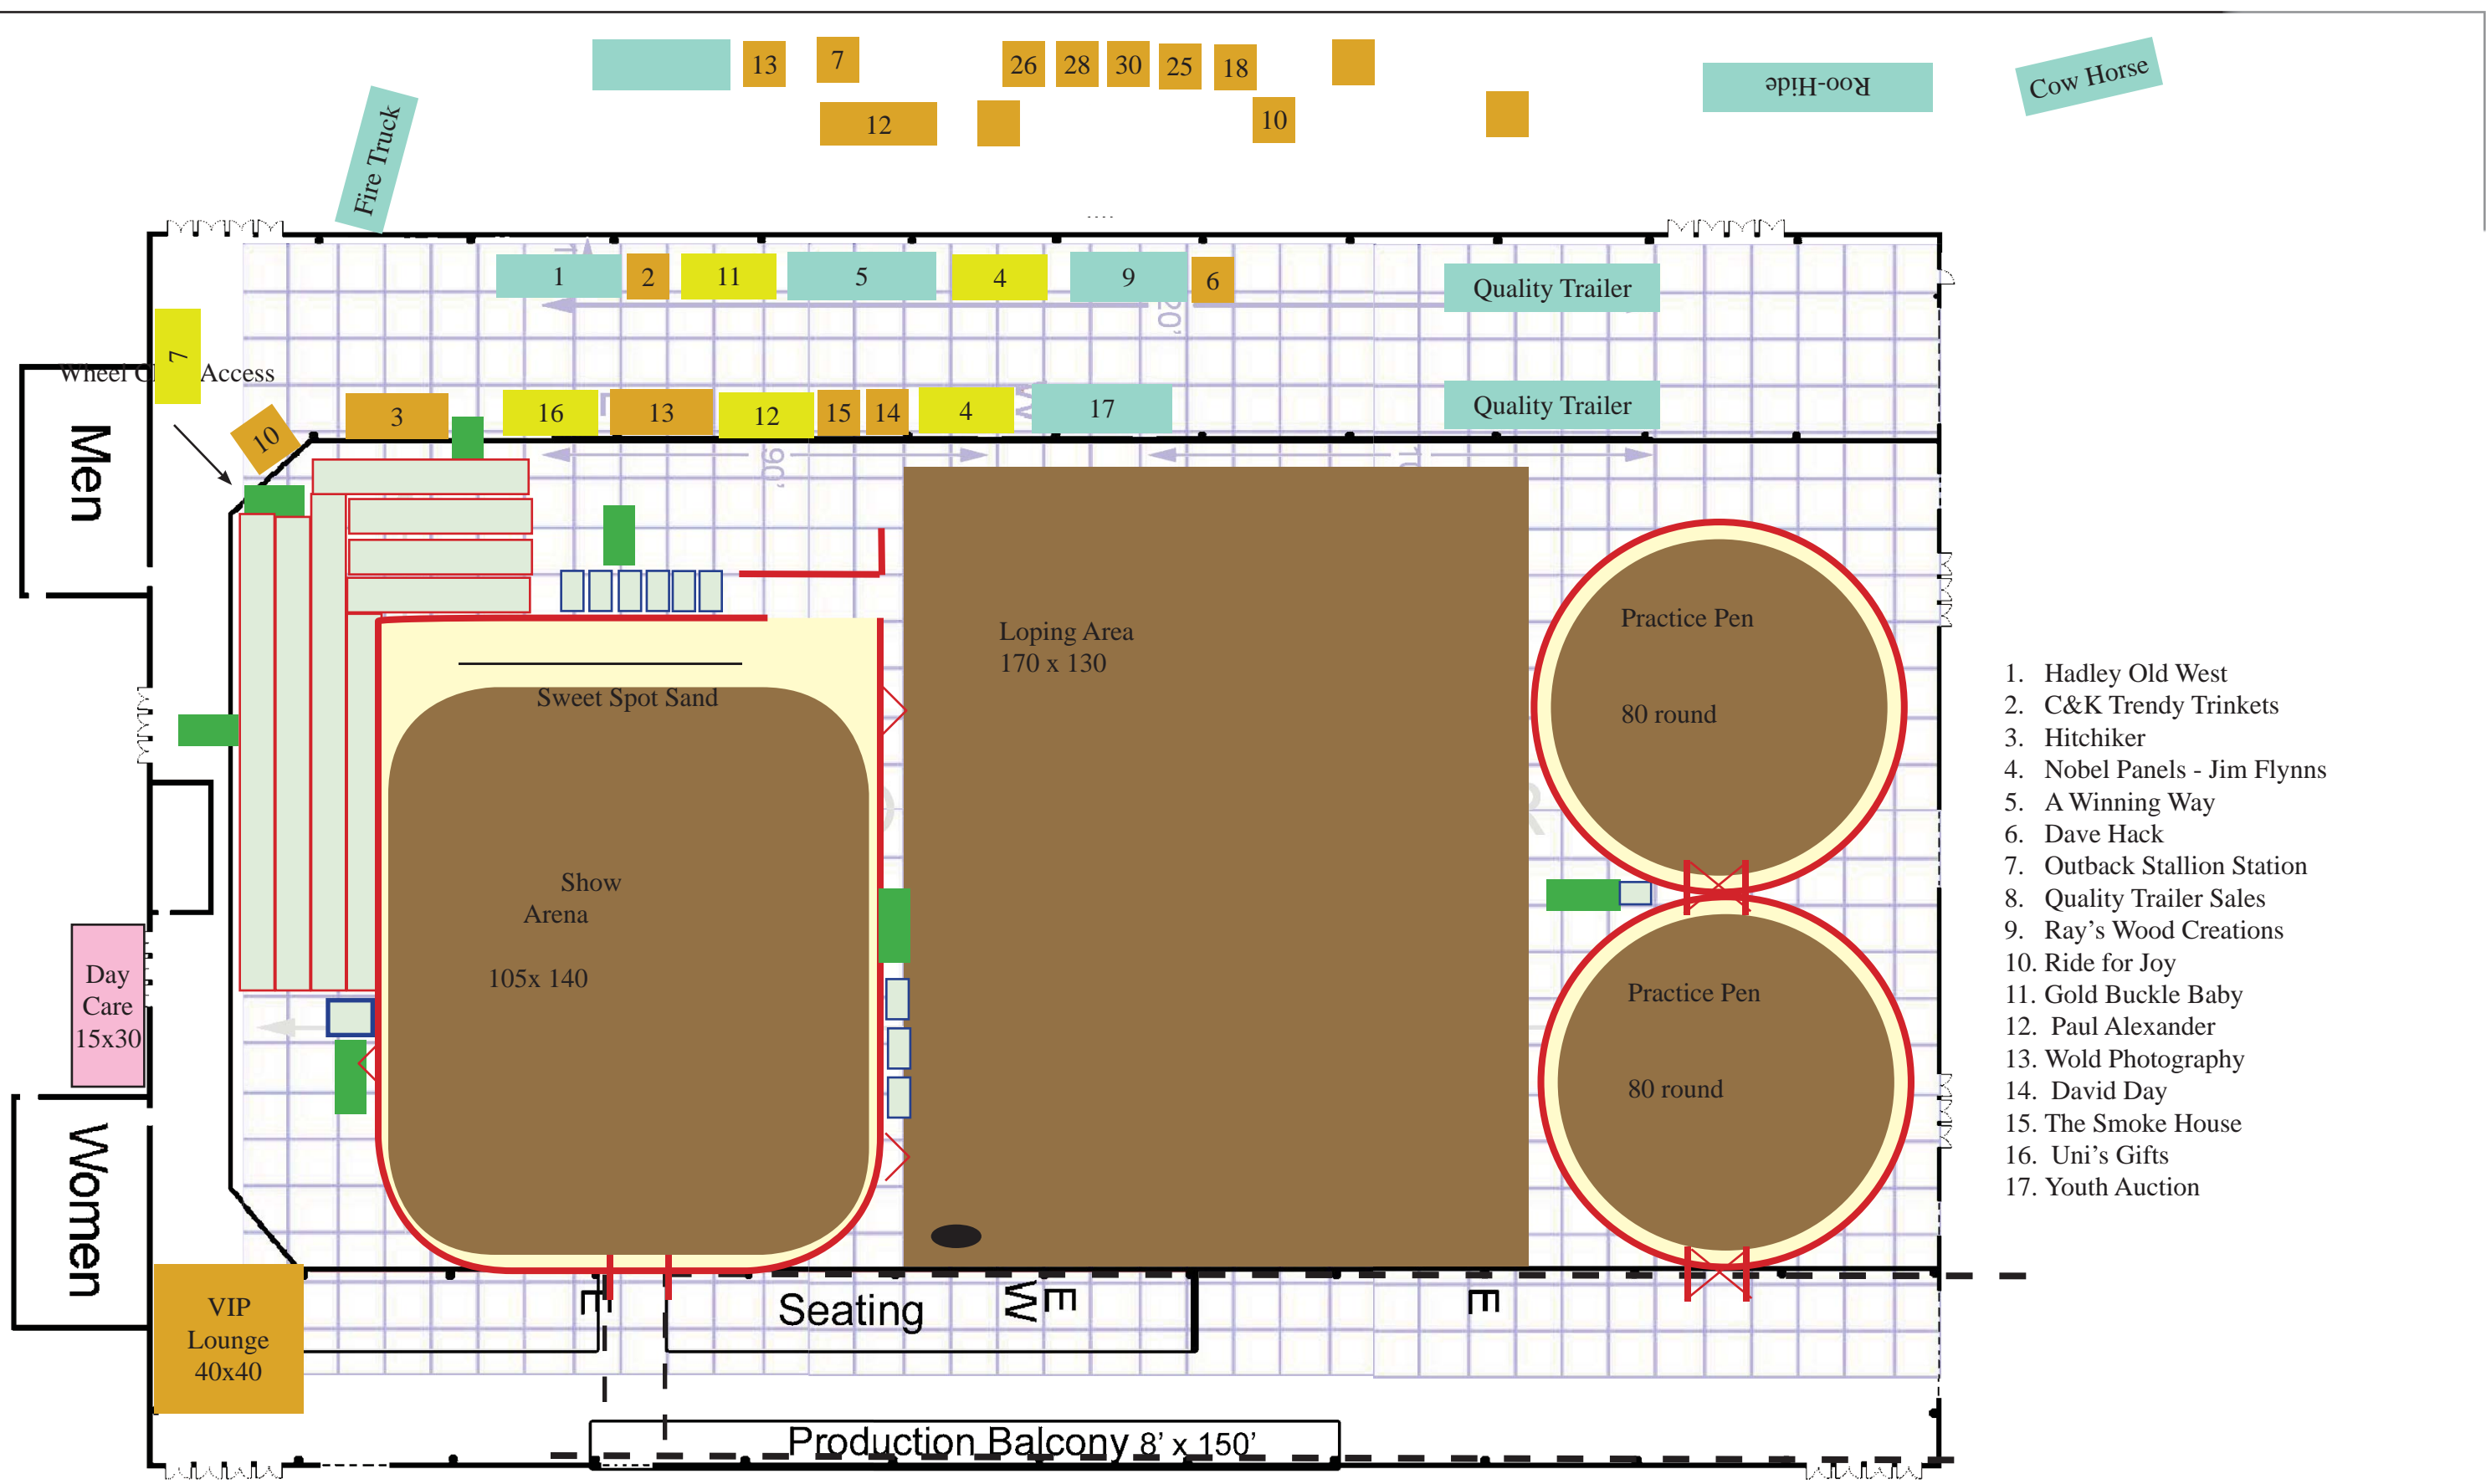 13
7
26
28
30
25
18
12
10
Roo-Hide
Cow Horse
Fire Truck
1
2
11
5
4
9
6
Quality Trailer
20'
7
Access
10
3
16
13
12
15
14
4
17
Quality Trailer
Men
90'
Loping Area
170 x 130
Sweet Spot Sand
Practice Pen
80 round
Show
Arena
105x 140
Practice Pen
80 round
Day
Care
15x30
Women
VIP
Lounge
40x40
E
Seating
E
W
E
Production Balcony 8' x 150'
1. Hadley Old West
2. C&K Trendy Trinkets
3. Hitchiker
4. Nobel Panels - Jim Flynns
5. A Winning Way
6. Dave Hack
7. Outback Stallion Station
8. Quality Trailer Sales
9. Ray's Wood Creations
10. Ride for Joy
11. Gold Buckle Baby
12. Paul Alexander
13. Wold Photography
14. David Day
15. The Smoke House
16. Uni's Gifts
17. Youth Auction